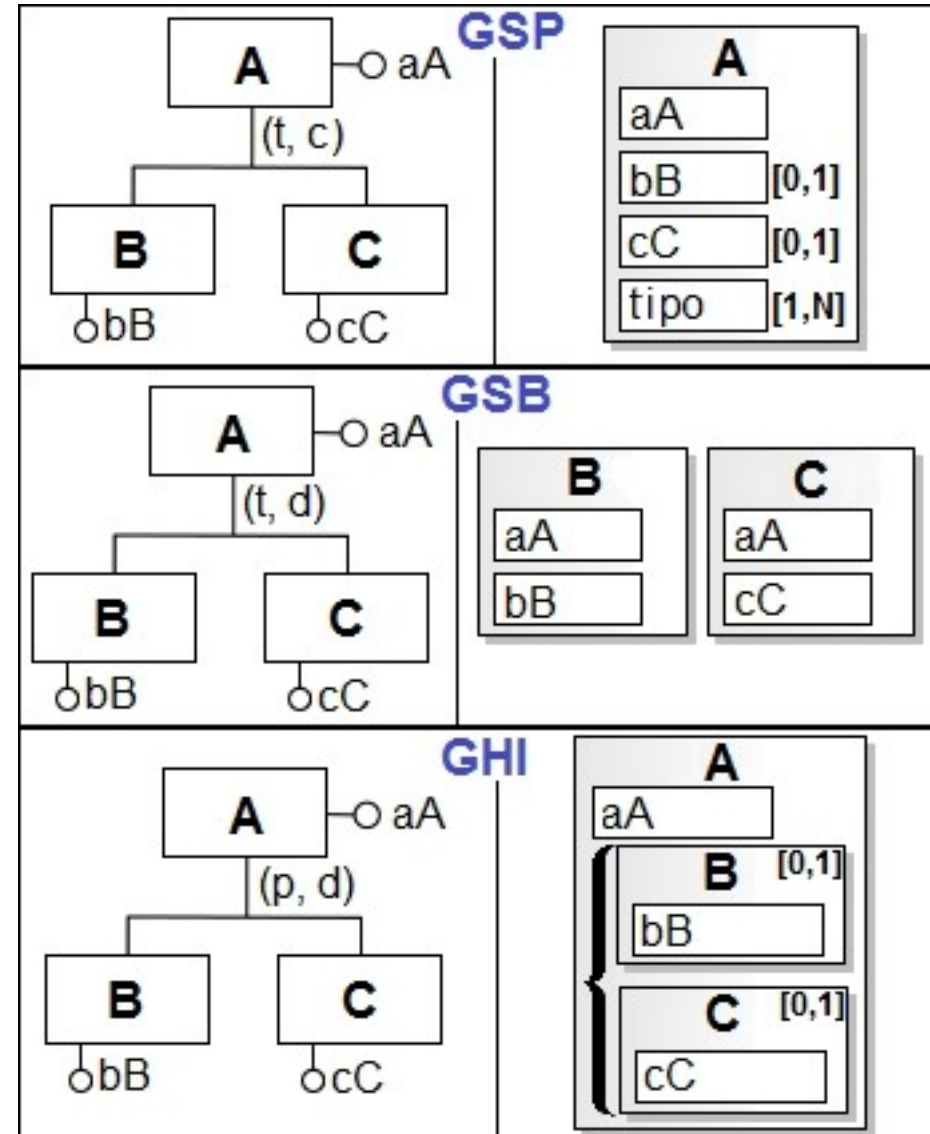 GSP
A aA
(t, c)
B C
bB cC
A
aA
bB [0,1]
cC [0,1]
tipo [1,N]
GSB
A aA
(t, d)
B C
bB cC
B C
aA aA
bB cC
GHI
A aA
(p, d)
B C
bB cC
A
aA
B [0,1]
bB
C [0,1]
cC